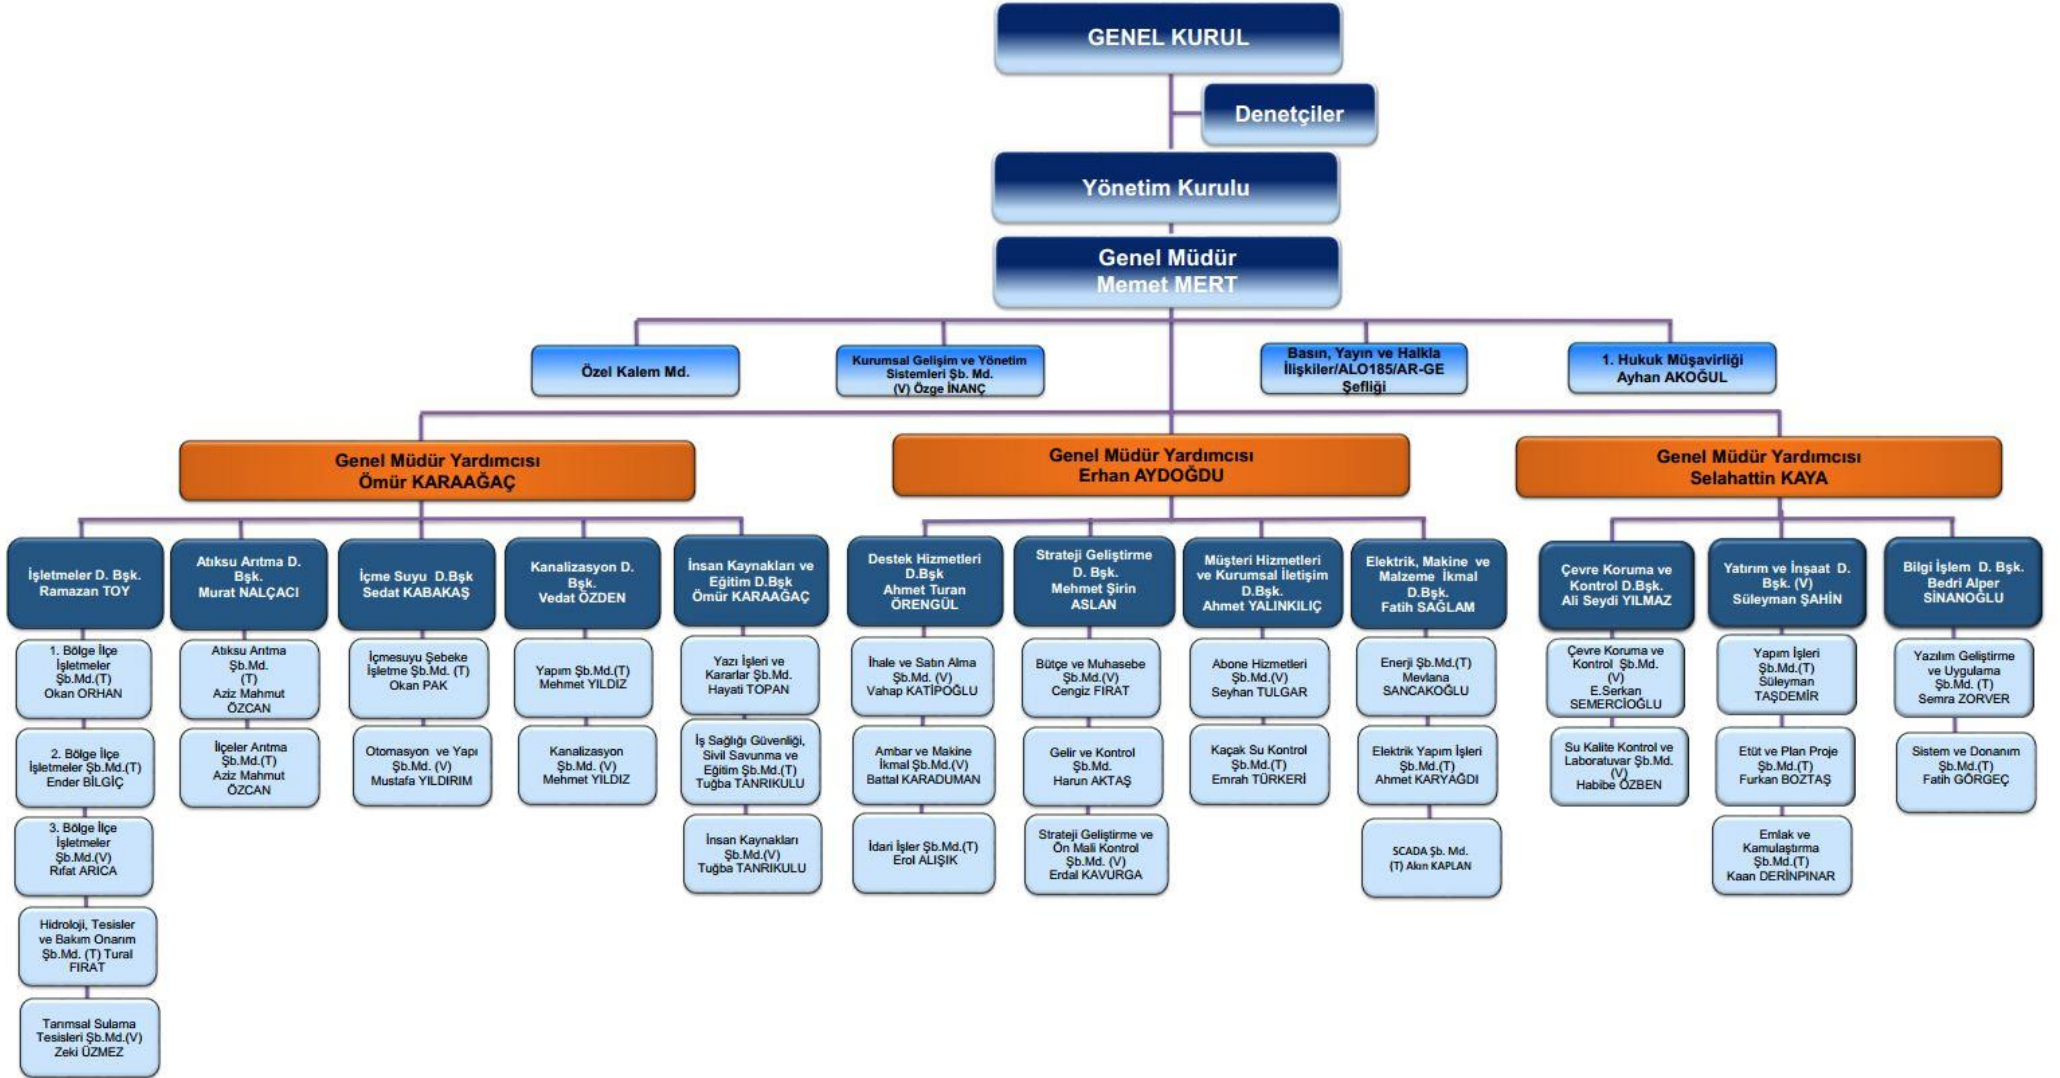 GENEL KURUL
Denetçiler
Yönetim Kurulu
Genel Müdür
Memet MERT
Özel Kalem Md.
Kurumsal Gelişim ve Yönetim
Sistemleri Şb. Md.
(V) Özge İNANÇ
Basın, Yayın ve Halkla
İlişkiler/ALO185/AR-GE
Şefliği
1. Hukuk Müşavirliği
Ayhan AKOĞUL
Genel Müdür Yardımcısı
Ömür KARAAĞAÇ
Genel Müdür Yardımcısı
Erhan AYDOĞDU
Genel Müdür Yardımcısı
Selahattin KAYA
İşletmeler D. Bşk.
Ramazan TOY
Atıksu Arıtma D.
Bşk.
Murat NALÇACI
İçme Suyu D.Bşk
Sedat KABAKAŞ
Kanalizasyon D.
Bşk.
Vedat ÖZDEN
İnsan Kaynakları ve
Eğitim D.Bşk
Ömür KARAAĞAÇ
Destek Hizmetleri
D.Bşk
Ahmet Turan
ÖRENGÜL
Strateji Geliştirme
D. Bşk.
Mehmet Şirin
ASLAN
Müşteri Hizmetleri
ve Kurumsal İletişim
D.Bşk.
Ahmet YALINKILIÇ
Elektrik, Makine ve
Malzeme İkmal
D.Bşk.
Fatih SAĞLAM
Çevre Koruma ve
Kontrol D.Bşk.
Ali Seydi YILMAZ
Yatırım ve İnşaat D.
Bşk. (V)
Süleyman ŞAHİN
Bilgi İşlem D. Bşk.
Bedri Alper
SİNANOĞLU
1. Bölge İlçe
İşletmeler
Şb.Md.(T)
Okan ORHAN
Atıksu Arıtma
Şb.Md.
(T)
Aziz Mahmut
ÖZCAN
İçmesuyu Şebeke
İşletme Şb.Md. (T)
Okan PAK
Yapım Şb.Md.(T)
Mehmet YILDIZ
Yazı İşleri ve
Kararlar Şb.Md.
Hayati TOPAN
İhale ve Satın Alma
Şb.Md. (V)
Vahap KATİPOĞLU
Bütçe ve Muhasebe
Şb.Md.(V)
Cengiz FIRAT
Abone Hizmetleri
Şb.Md.(V)
Seyhan TULGAR
Enerji Şb.Md.(T)
Mevlana
SANCAKOĞLU
Çevre Koruma ve
Kontrol Şb.Md.
(V)
E.Serkan
SEMERCİOĞLU
Yapım İşleri
Şb.Md.(T)
Süleyman
TAŞDEMİR
Yazılım Geliştirme
ve Uygulama
Şb.Md. (T)
Semra ZORVER
2. Bölge İlçe
İşletmeler Şb.Md.(T)
Ender BİLGİÇ
İlçeler Arıtma
Şb.Md.(T)
Aziz Mahmut
ÖZCAN
Otomasyon ve Yapı
Şb.Md. (V)
Mustafa YILDIRIM
Kanalizasyon
Şb.Md. (V)
Mehmet YILDIZ
İş Sağlığı Güvenliği,
Sivil Savunma ve
Eğitim Şb.Md.(T)
Tuğba TANRIKULU
Ambar ve Makine
İkmal Şb.Md.(V)
Battal KARADUMAN
Gelir ve Kontrol
Şb.Md.
Harun AKTAŞ
Kaçak Su Kontrol
Şb.Md.(T)
Emrah TÜRKERİ
Elektrik Yapım İşleri
Şb.Md.(T)
Ahmet KARYAĞDI
Su Kalite Kontrol ve
Laboratuvar Şb.Md.
(V)
Habibe ÖZBEN
Etüt ve Plan Proje
Şb.Md.(T)
Furkan BOZTAŞ
Sistem ve Donanım
Şb.Md.(T)
Fatih GÖRGEÇ
3. Bölge İlçe
İşletmeler
Şb.Md.(V)
Rıfat ARICA
İnsan Kaynakları
Şb.Md.(V)
Tuğba TANRIKULU
İdari İşler Şb.Md.(T)
Erol ALIŞIK
Strateji Geliştirme ve
Ön Mali Kontrol
Şb.Md. (V)
Erdal KAVURGA
SCADA Şb. Md.
(T) Akın KAPLAN
Emlak ve
Kamulaştırma
Şb.Md.(T)
Kaan DERİNPINAR
Hidroloji, Tesisler
ve Bakım Onarım
Şb.Md. (T) Tural
FIRAT
Tarımsal Sulama
Tesisleri Şb.Md.(V)
Zeki ÜZMEZ